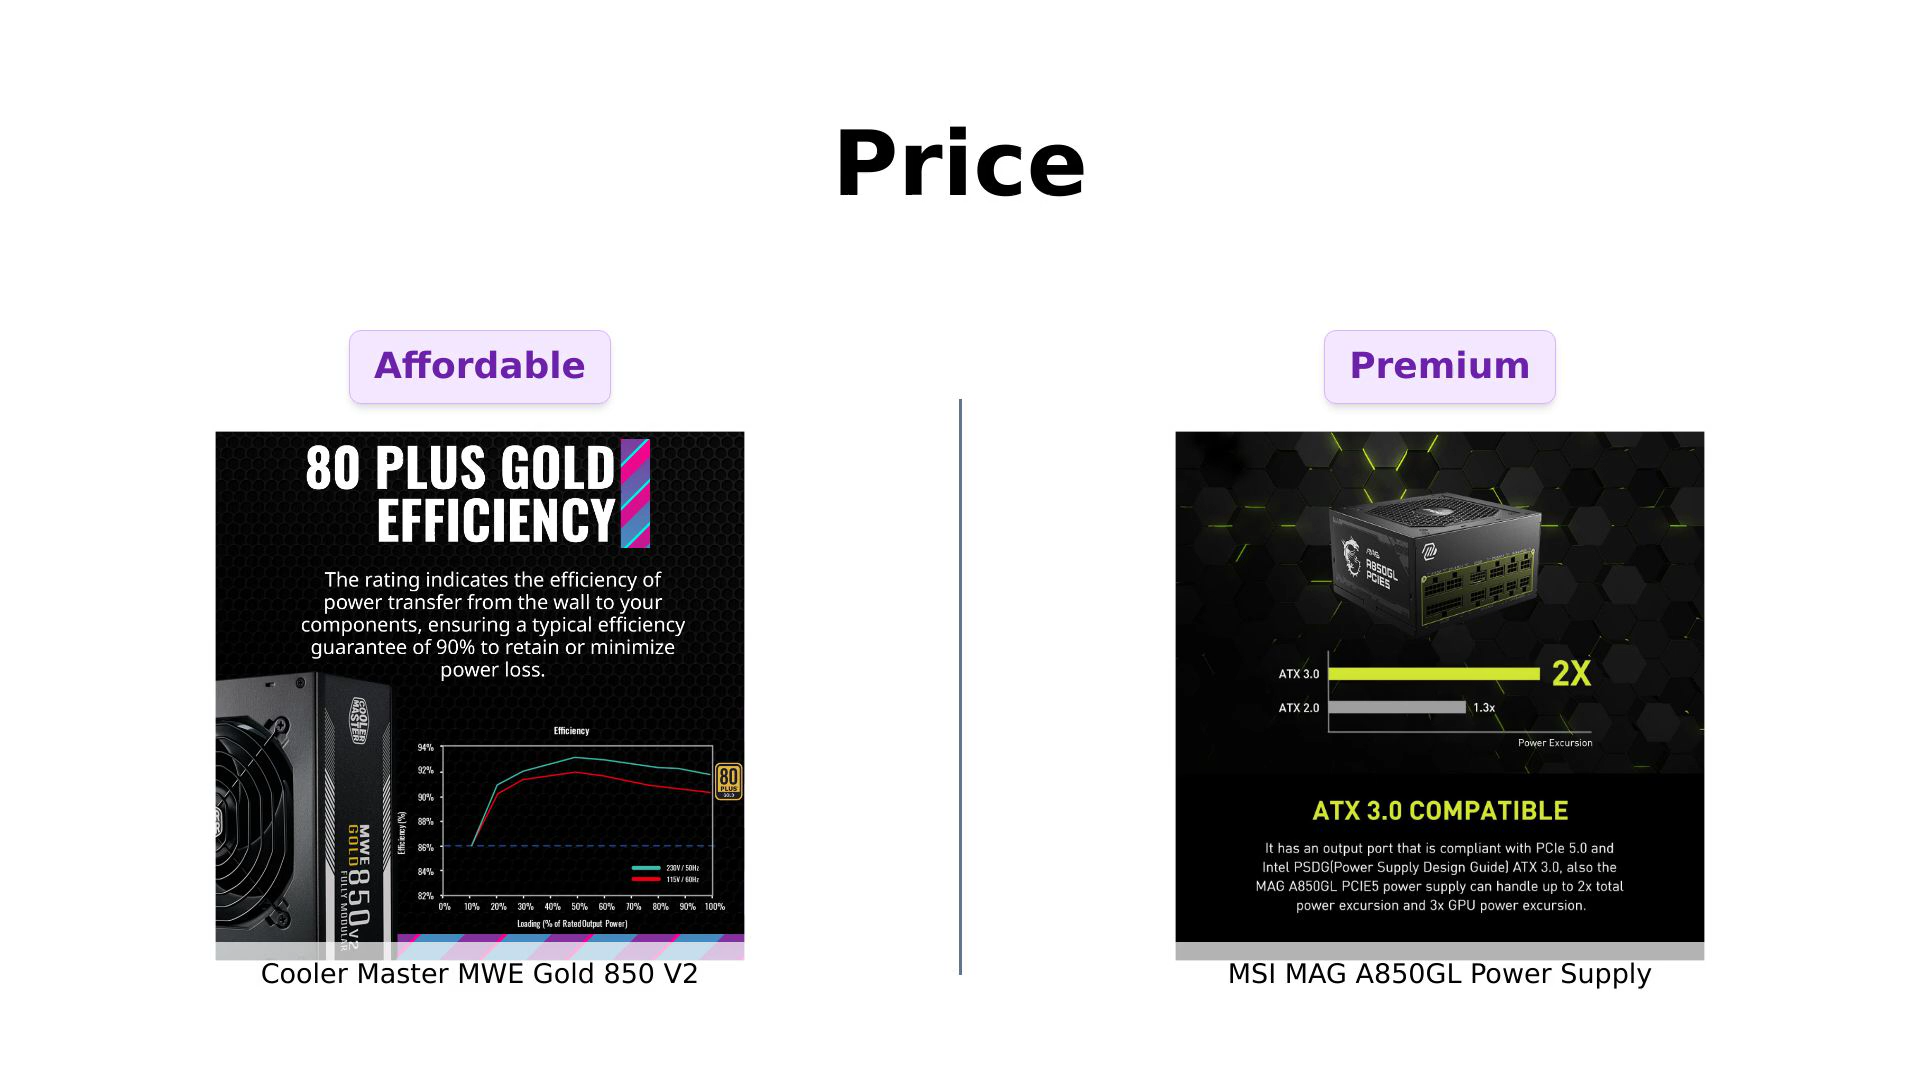 Price
Affordable
80 PLUS GOLD
EFFICIENCY
The rating indicates the efficiency of
power transfer from the wall to your
components, ensuring a typical efficiency
guarantee of 90% to retain or minimize
power loss.
COOLER
MASTER
MWE
GOLD
850 V2
FULLY MODULAR
Efficiency
94%
92%
90%
88%
86%
84%
82%
Efficiency (%)
230V / 50Hz
115V / 60Hz
0% 10% 20% 30% 40% 50% 60% 70% 80% 90% 100%
Loading (% of Rated Output Power)
80
PLUS
GOLD
Cooler Master MWE Gold 850 V2
Premium
MAG
A850GL
PCIE5
ATX 3.0
2X
ATX 2.0
1.3x
Power Excursion
ATX 3.0 COMPATIBLE
It has an output port that is compliant with PCIe 5.0 and
Intel PSDG(Power Supply Design Guide) ATX 3.0, also the
MAG A850GL PCIE5 power supply can handle up to 2x total
power excursion and 3x GPU power excursion.
MSI MAG A850GL Power Supply